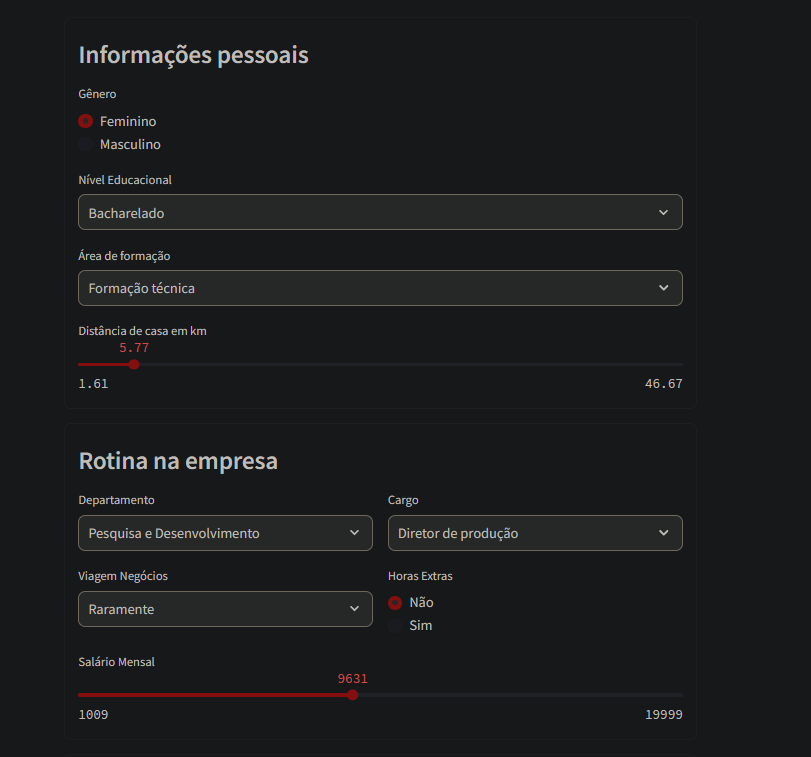 Informações pessoais
Gênero
Feminino
Masculino
Nível Educacional
Bacharelado
Área de formação
Formação técnica
Distância de casa em km
5.77
1.61 46.67
Rotina na empresa
Departamento Cargo
Pesquisa e Desenvolvimento Diretor de produção
Viagem Negócios Horas Extras
Raramente Não
Sim
Salário Mensal
9631
1009 19999